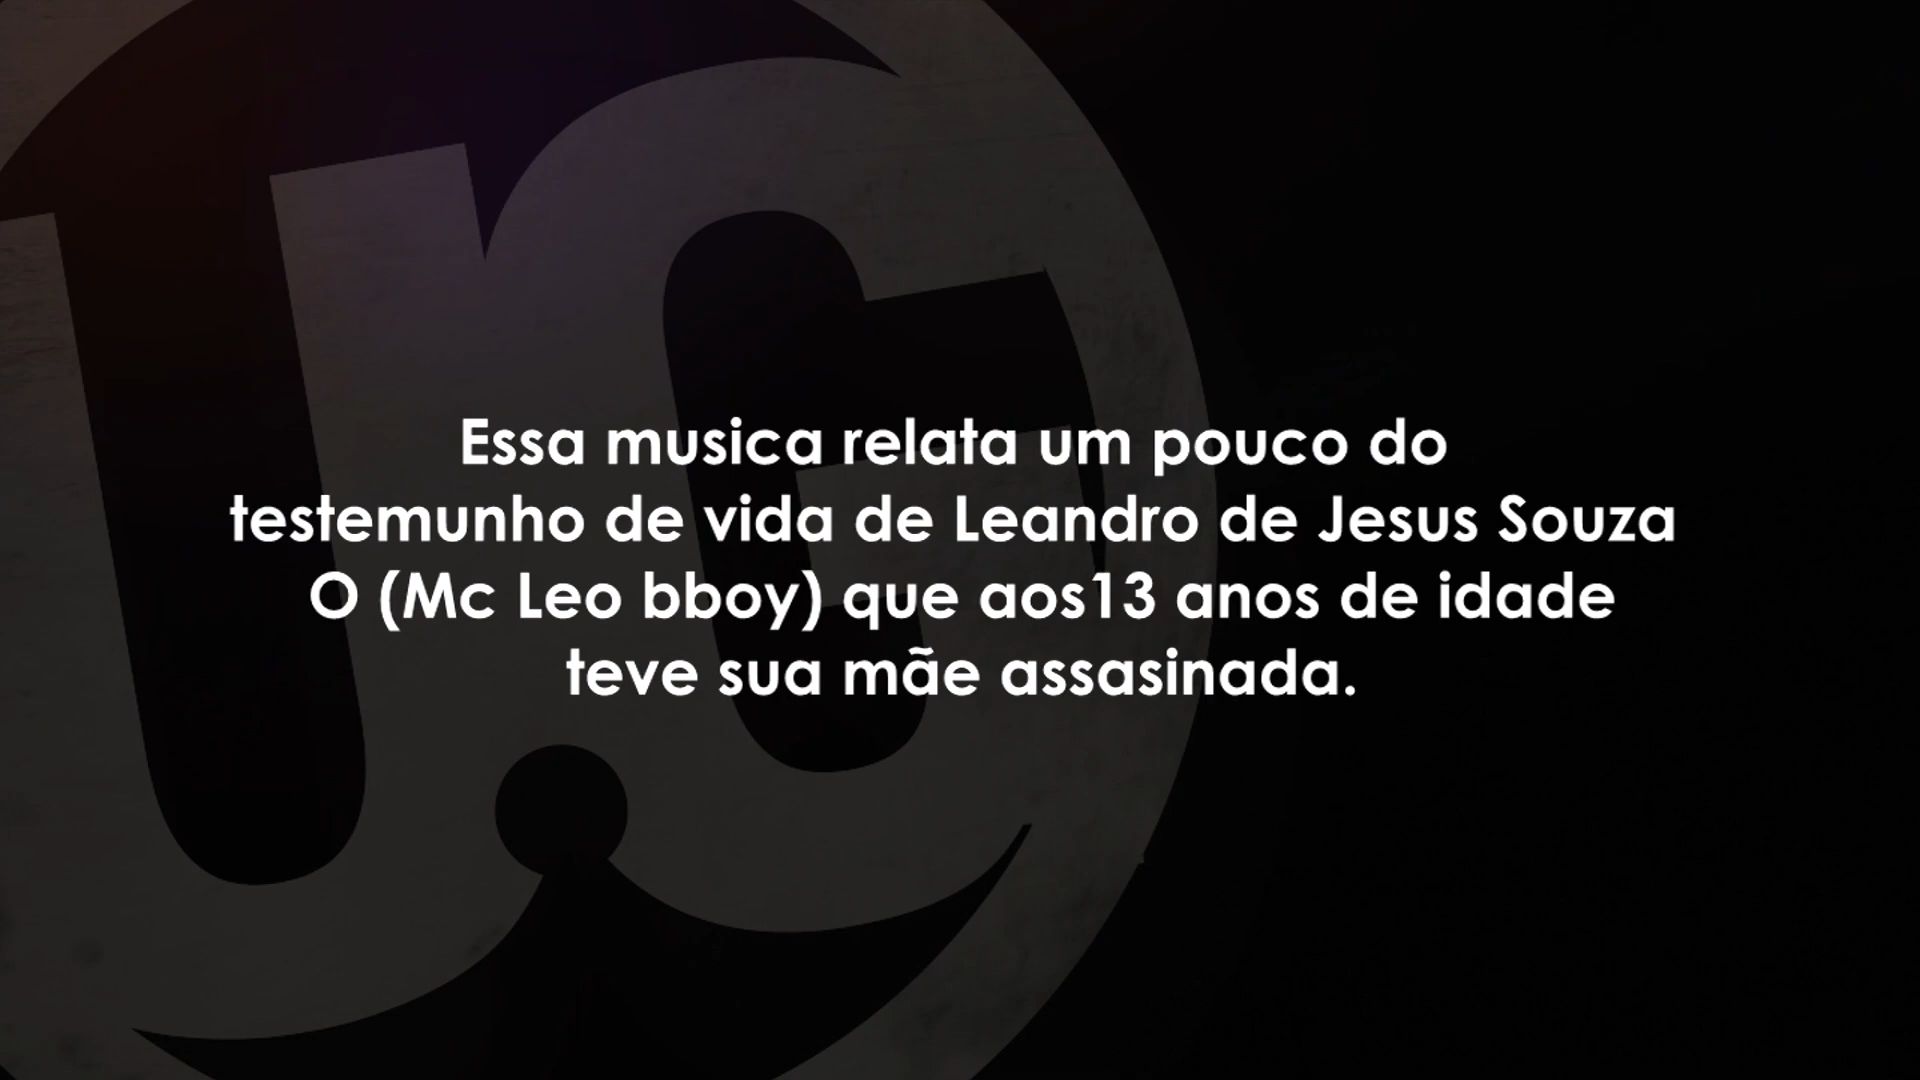 Essa musica relata um pouco do
testemunho de vida de Leandro de Jesus Souza
O (Mc Leo bboy) que aos13 anos de idade
teve sua mãe assasinada.